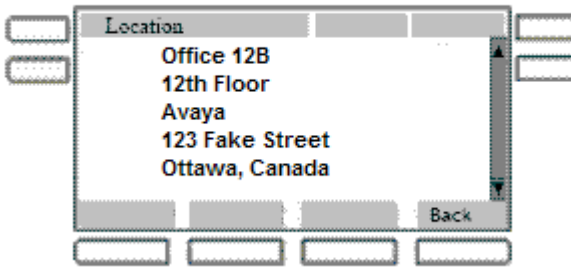 Location
Office 12B
12th Floor
Avaya
123 Fake Street
Ottawa, Canada
Back